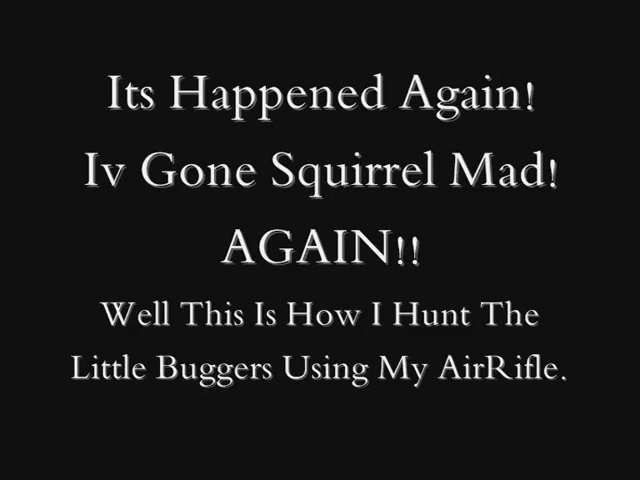 Its Happened Again!
Iv Gone Squirrel Mad!
AGAIN!!
Well This Is How I Hunt The
Little Buggers Using My AirRifle.